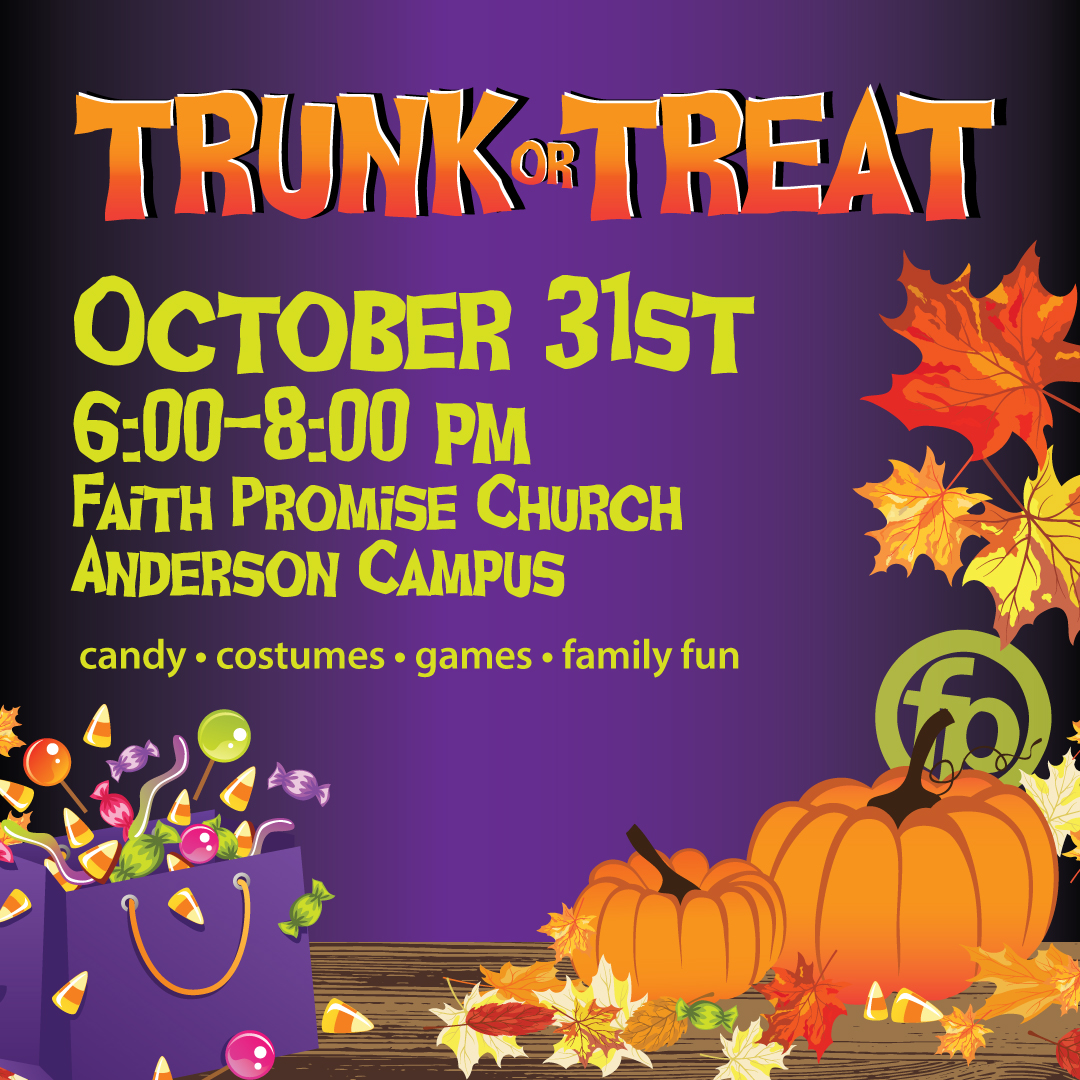 TRUNK OR TREAT
OCTOBER 31ST
6:00-8:00 PM
FAiTH PROMiSE CHURCH
ANDERSON CAMPUS
candy • costumes • games • family fun
fp